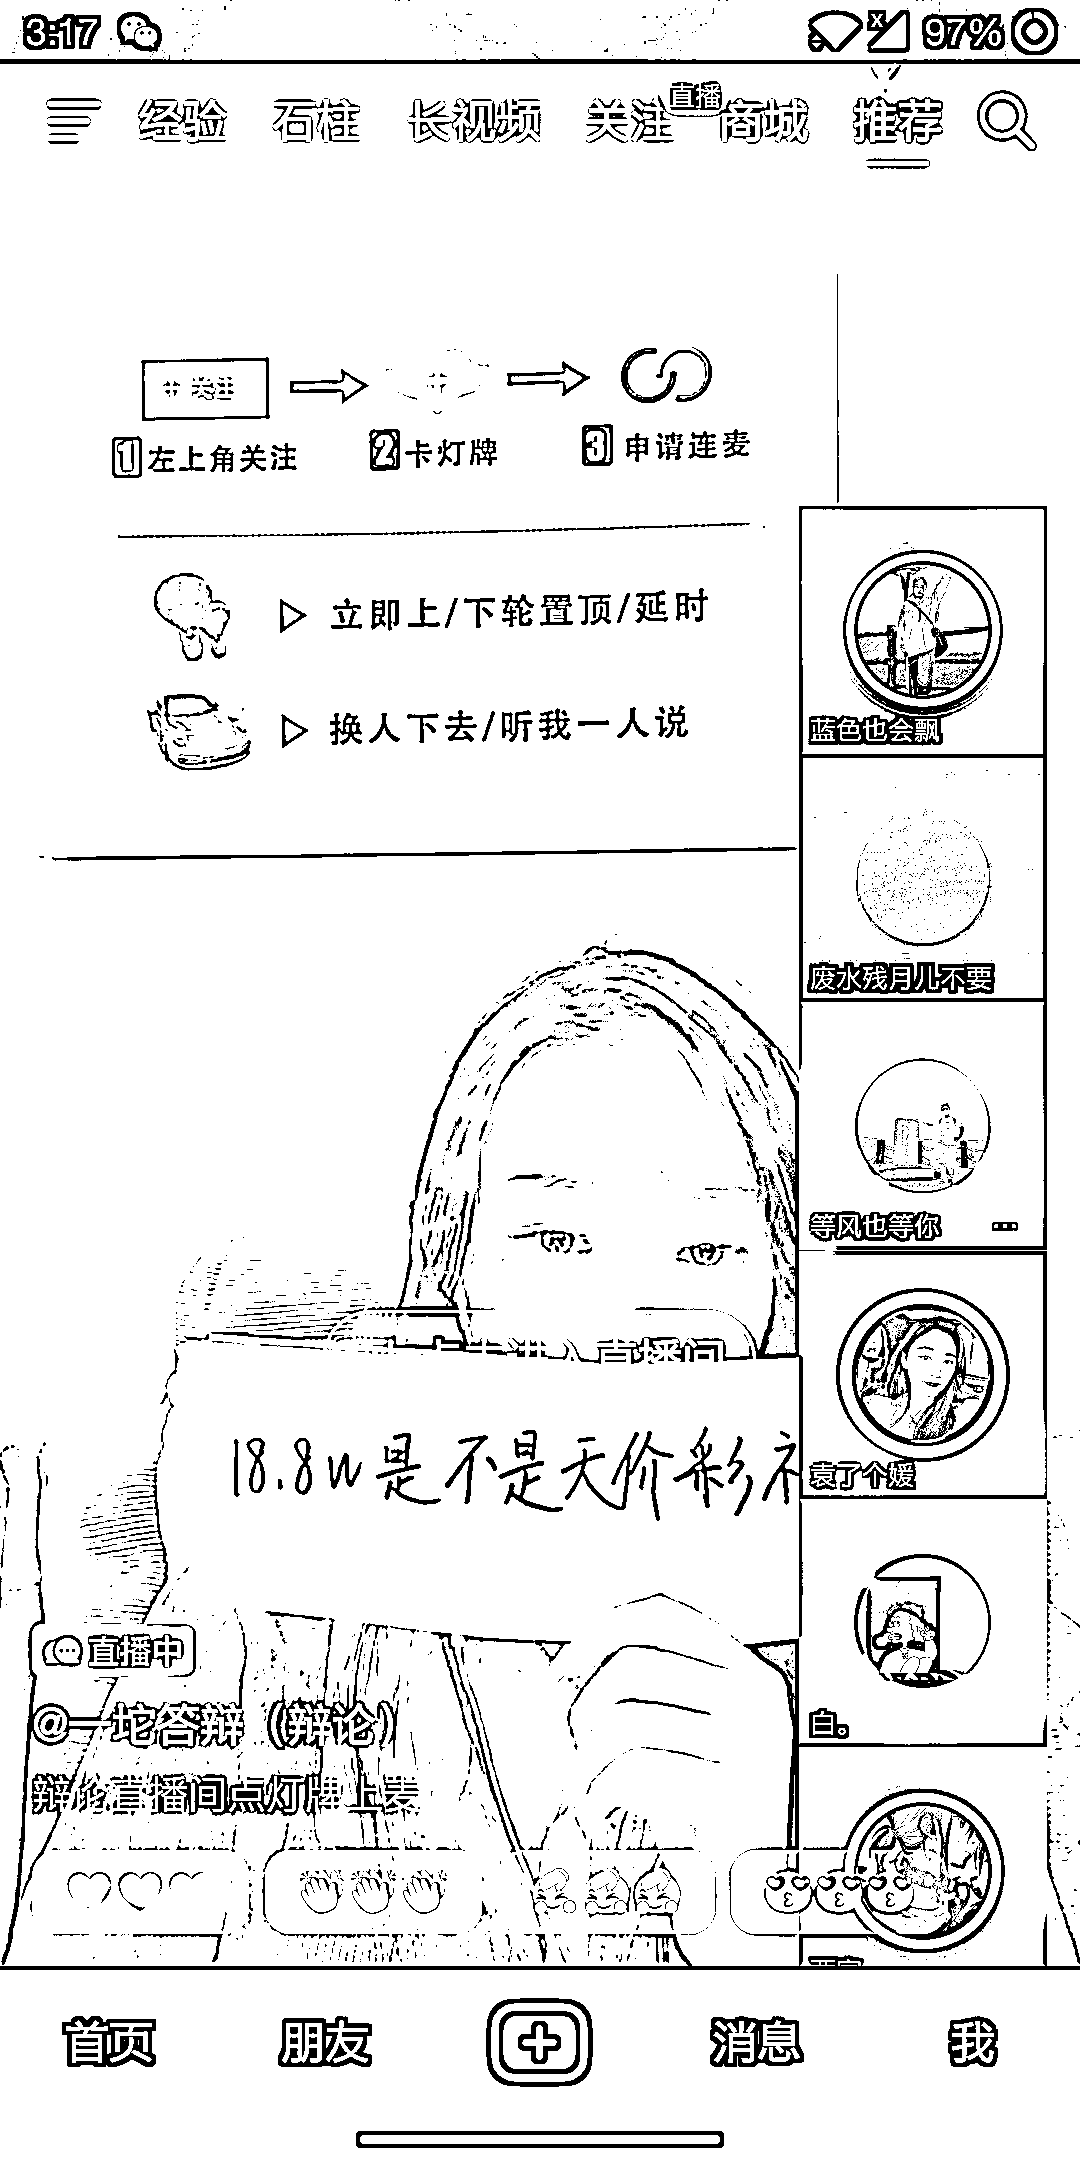 3:17
97%
经验 石柱 长视频 关注 直播 商城 推荐
+ 关注
1 左上角关注 2 卡灯牌 3 申请连麦
立即上/下轮置顶/延时
换人下去/听我一人说
蓝色也会飘
废水残月儿不要
等风也等你
进入直播间
18.8w是不是天价彩礻
袁了个媛
直播中
白。
@一坨答辩（辩论）
辩论直播间点灯牌上麦
首页 朋友 消息 我